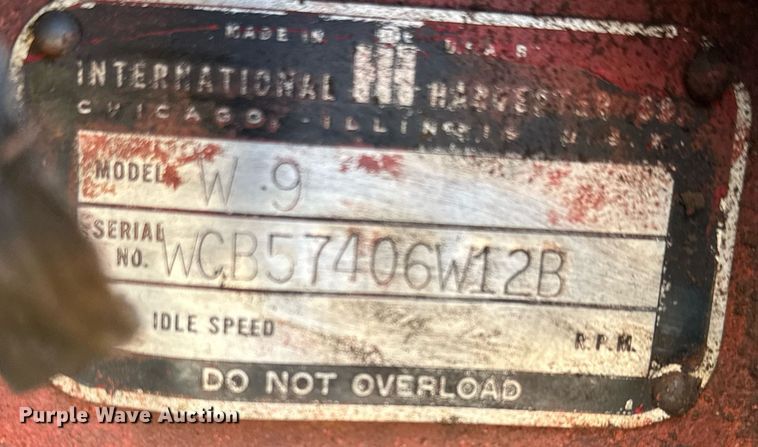 MADE IN U.S.A.
INTERNATIONAL HARVESTER CO.
CHICAGO, ILLINOIS U.S.A.
MODEL W 9
SERIAL NO. WCB57406W12B
IDLE SPEED R.P.M.
DO NOT OVERLOAD
Purple Wave Auction